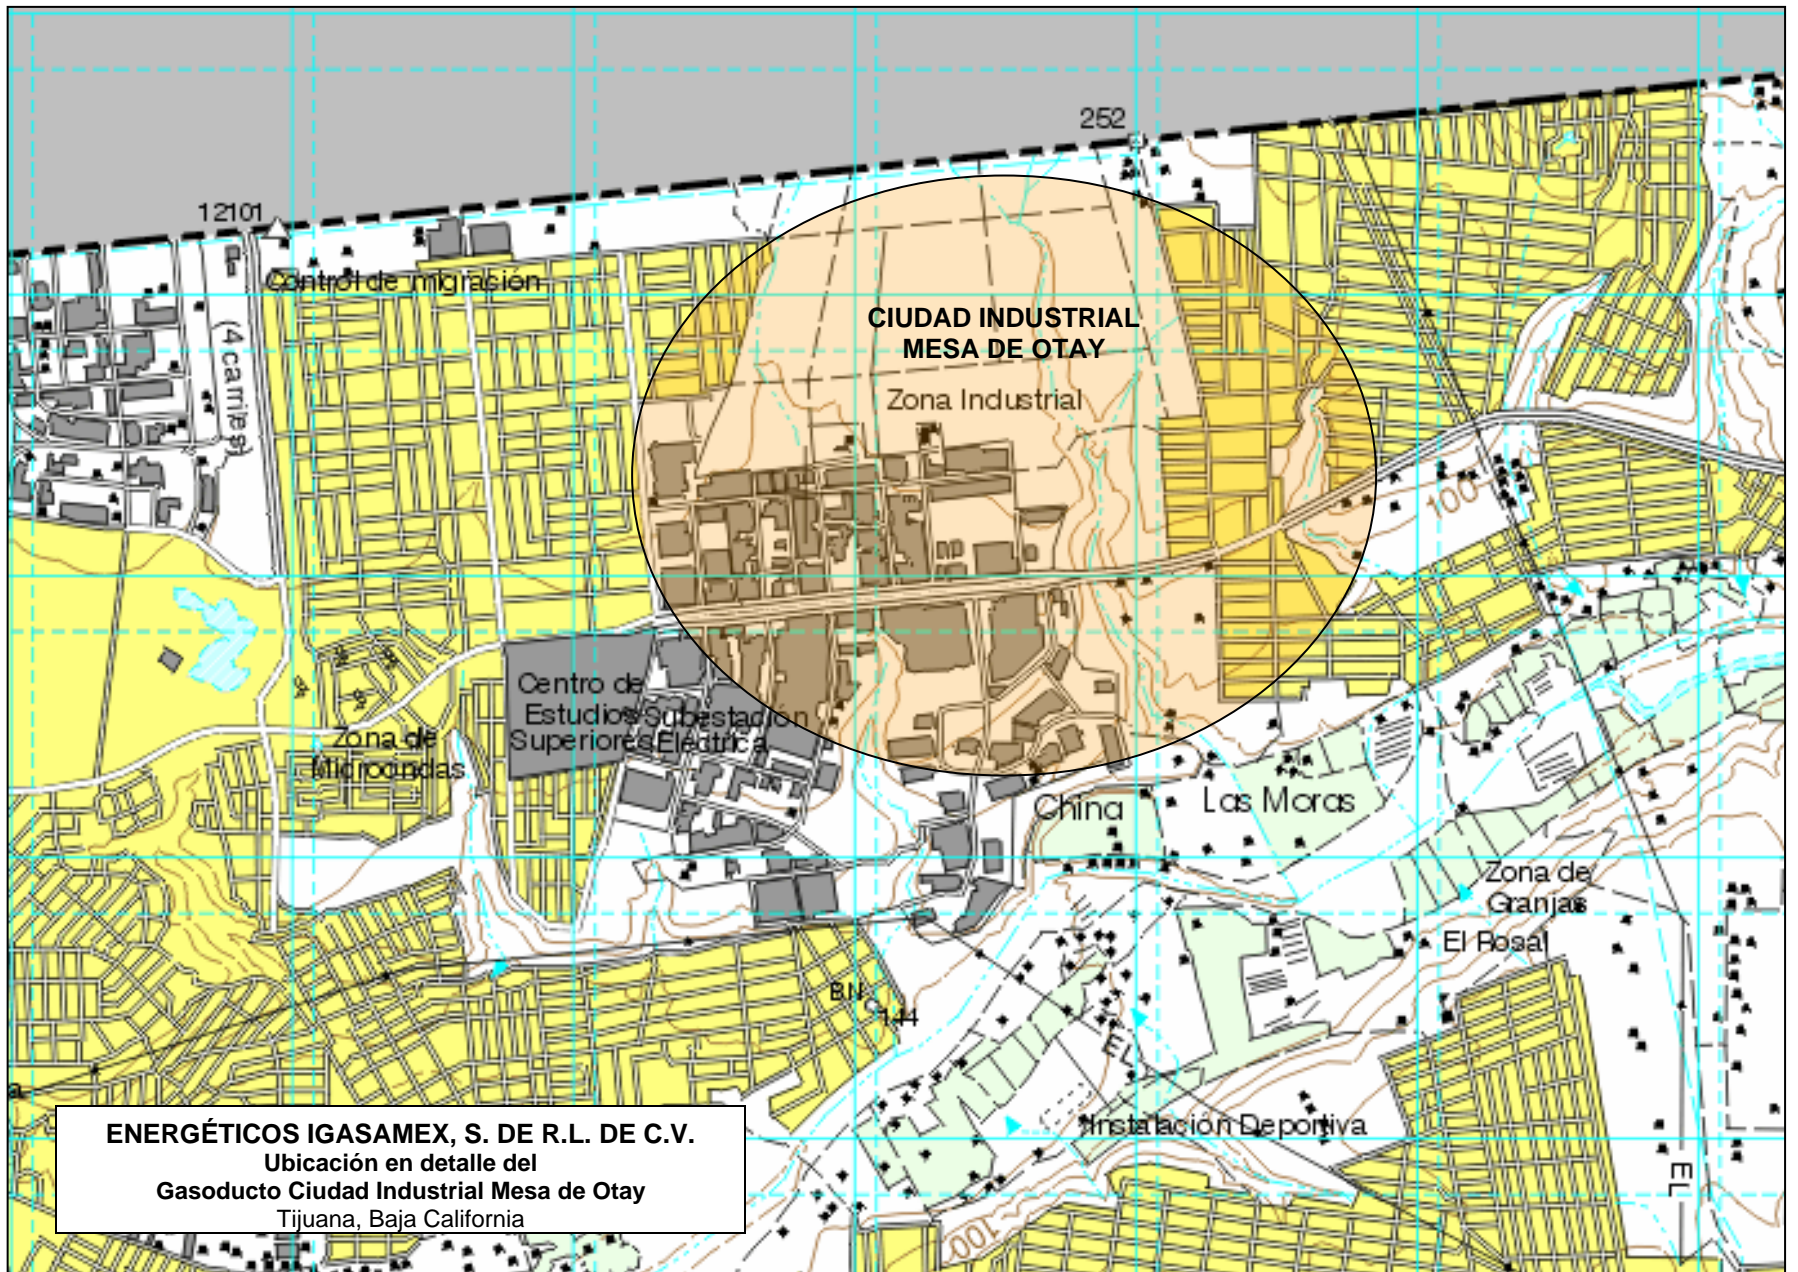 252
12101
Control de migración
(4 carriles)
CIUDAD INDUSTRIAL
MESA DE OTAY
Zona Industrial
100
Centro de
Estudios
Superiores
Subestación
Eléctrica
Zona de
Microondas
China
Las Moras
Zona de
Granjas
El Rosal
BN
144
EL
Instalación Deportiva
EL
100
a
ENERGÉTICOS IGASAMEX, S. DE R.L. DE C.V.
Ubicación en detalle del
Gasoducto Ciudad Industrial Mesa de Otay
Tijuana, Baja California